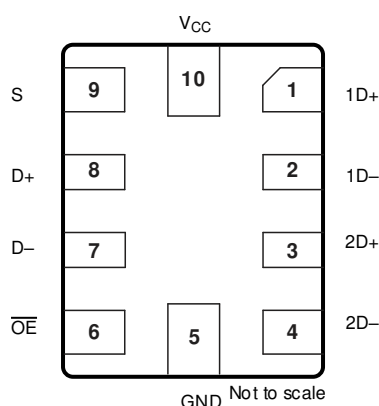 VCC
S 9 10 1 1D+
D+ 8 2 1D–
D– 7 3 2D+
O̅E̅ 6 5 4 2D–
GND Not to scale